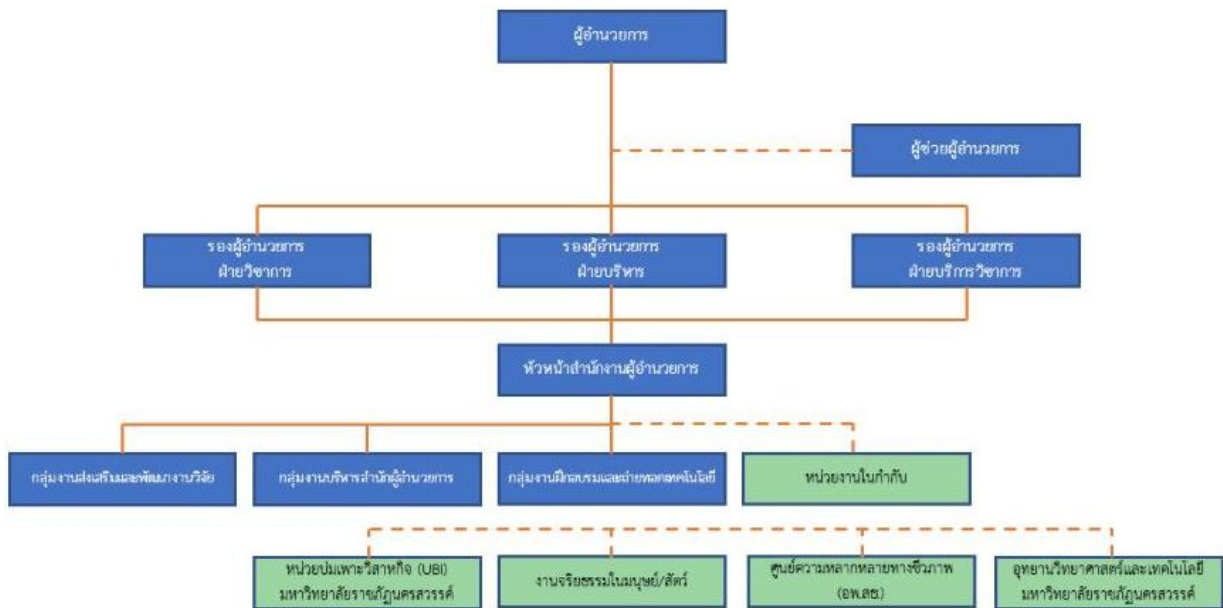 ผู้อำนวยการ
ผู้ช่วยผู้อำนวยการ
รองผู้อำนวยการ
ฝ่ายวิชาการ
รองผู้อำนวยการ
ฝ่ายบริหาร
รองผู้อำนวยการ
ฝ่ายบริการวิชาการ
หัวหน้าสำนักงานผู้อำนวยการ
กลุ่มงานส่งเสริมและพัฒนางานวิจัย
กลุ่มงานบริหารสำนักผู้อำนวยการ
กลุ่มงานฝึกอบรมและถ่ายทอดเทคโนโลยี
หน่วยงานในกำกับ
หน่วยบ่มเพาะวิสาหกิจ (UBI)
มหาวิทยาลัยราชภัฏนครสวรรค์
งานจริยธรรมในมนุษย์/สัตว์
ศูนย์ความหลากหลายทางชีวภาพ
(อพ.สธ.)
อุทยานวิทยาศาสตร์และเทคโนโลยี
มหาวิทยาลัยราชภัฏนครสวรรค์